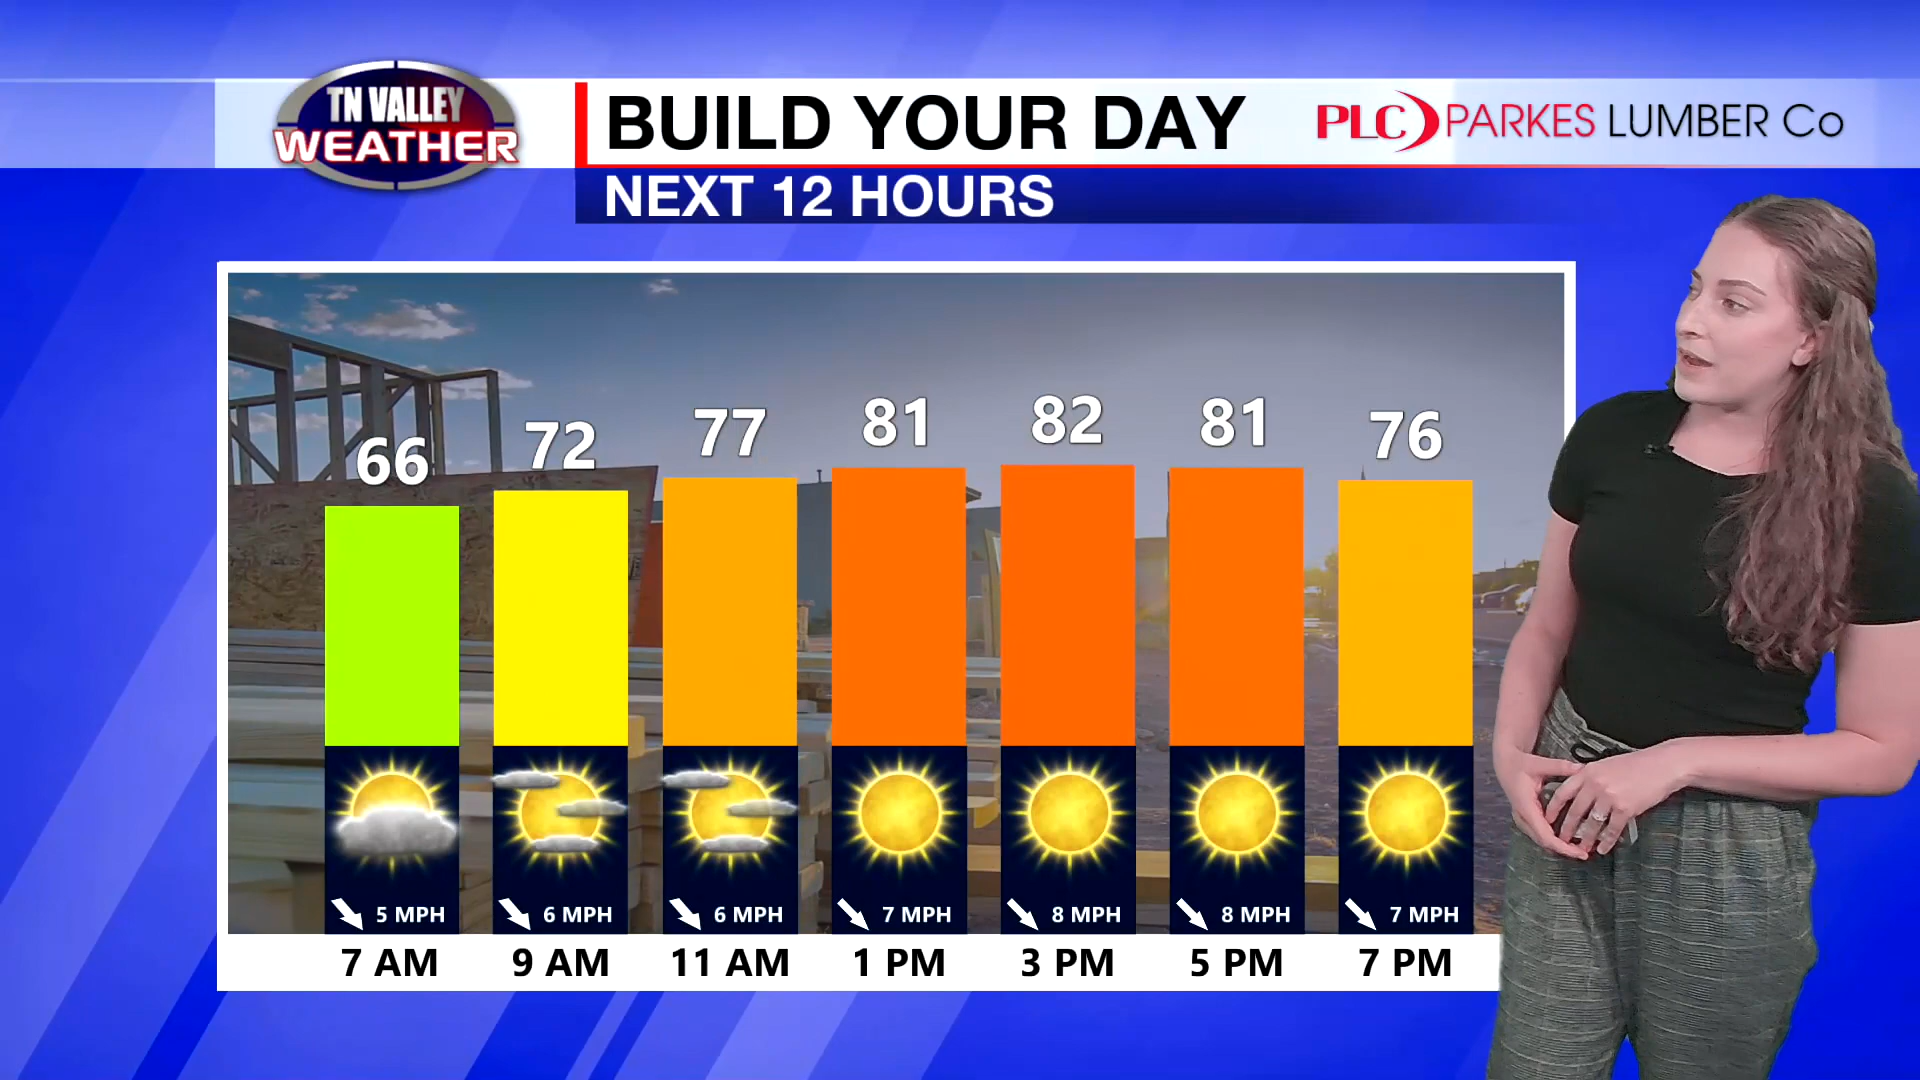 TN VALLEY
WEATHER
BUILD YOUR DAY
PLC PARKES LUMBER Co
NEXT 12 HOURS
66 72 77 81 82 81 76
5 MPH 6 MPH 6 MPH 7 MPH 8 MPH 8 MPH 7 MPH
7 AM 9 AM 11 AM 1 PM 3 PM 5 PM 7 PM